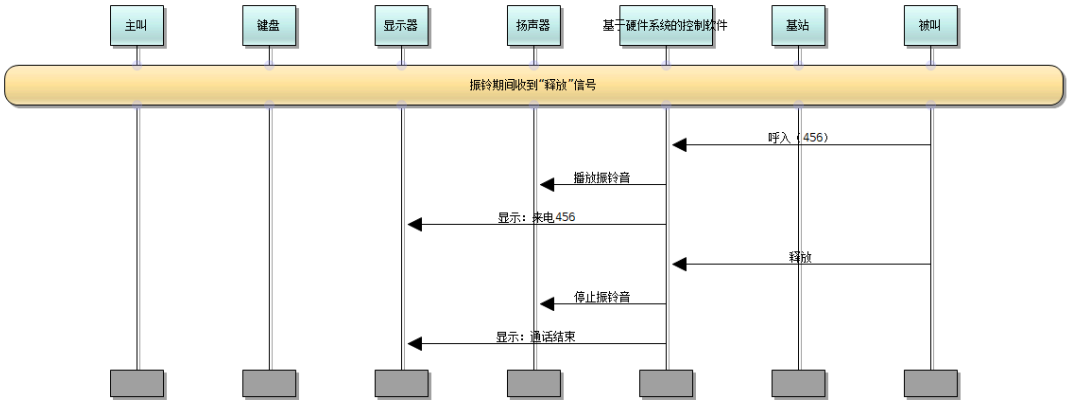 主叫
键盘
显示器
扬声器
基于硬件系统的控制软件
基站
被叫
振铃期间收到“释放”信号
呼入（456）
播放振铃音
显示：来电456
释放
停止振铃音
显示：通话结束